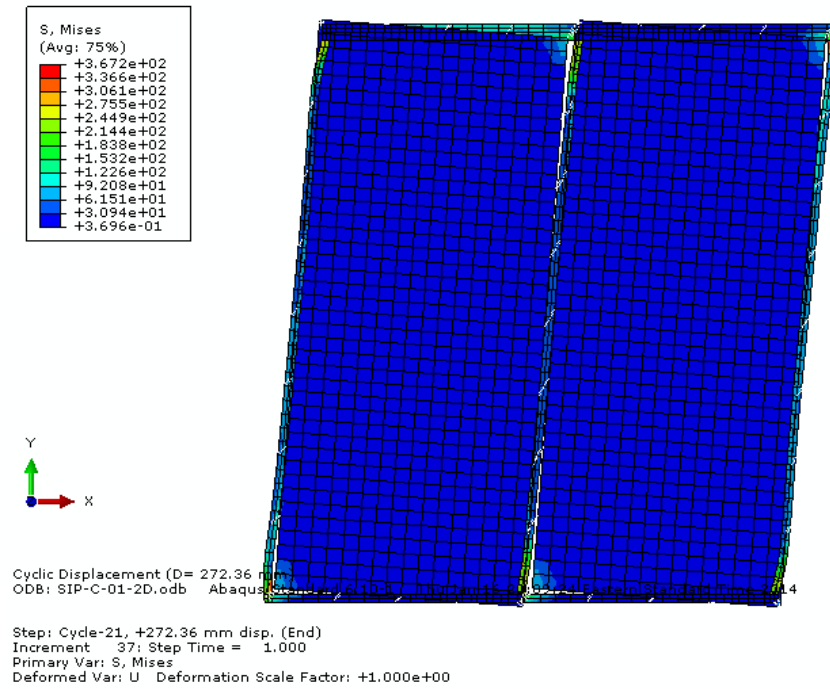 S, Mises
(Avg: 75%)
+3.672e+02
+3.366e+02
+3.061e+02
+2.755e+02
+2.449e+02
+2.144e+02
+1.838e+02
+1.532e+02
+1.226e+02
+9.208e+01
+6.151e+01
+3.094e+01
+3.696e-01
Y
X
Cyclic Displacement (D= 272.36 mm
ODB: SIP-C-01-2D.odb Abaqus
Step: Cycle-21, +272.36 mm disp. (End)
Increment 37: Step Time = 1.000
Primary Var: S, Mises
Deformed Var: U Deformation Scale Factor: +1.000e+00